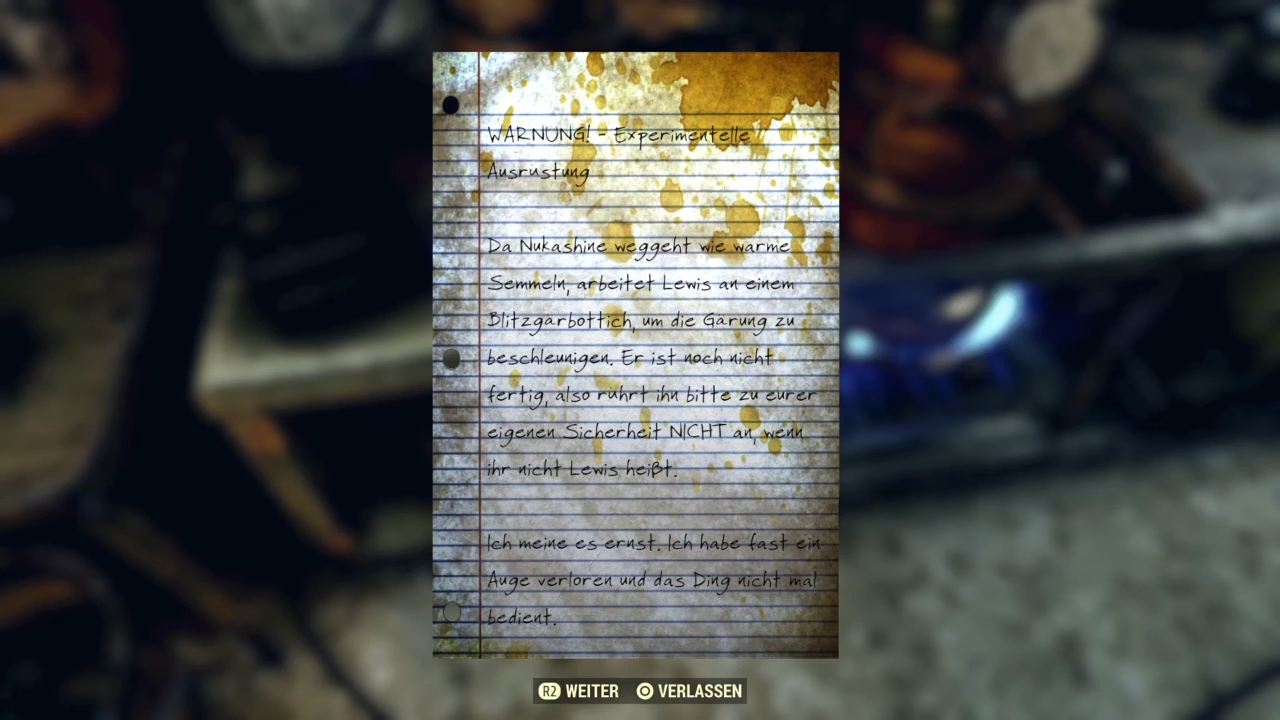 WARNUNG! - Experimentelle
Ausrustung
Da Nukashine weggeht wie warme
Semmeln, arbeitet Lewis an einem
Blitzgarbottich, um die Garung zu
beschleunigen. Er ist noch nicht
fertig, also ruhrt ihn bitte zu eurer
eigenen Sicherheit NICHT an, wenn
ihr nicht Lewis heißt.
Ich meine es ernst. Ich habe fast ein
Auge verloren und das Ding nicht mal
bedient.
R2 WEITER VERLASSEN